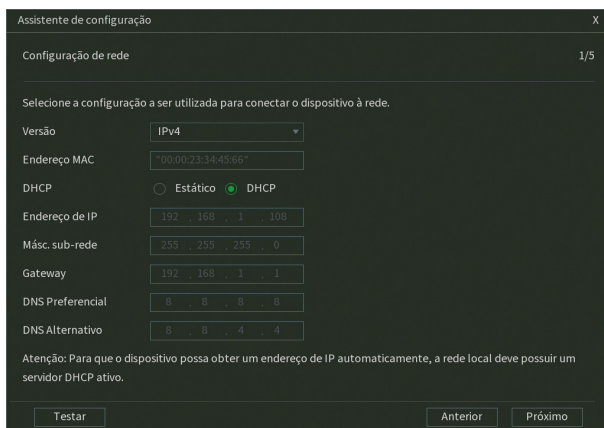 Assistente de configuração X
Configuração de rede 1/5
Selecione a configuração a ser utilizada para conectar o dispositivo à rede.
Versão IPv4
Endereço MAC "00:00:23:34:45:66"
DHCP Estático DHCP
Endereço de IP 192 . 168 . 1 . 108
Másc. sub-rede 255 . 255 . 255 . 0
Gateway 192 . 168 . 1 . 1
DNS Preferencial 8 . 8 . 8 . 8
DNS Alternativo 8 . 8 . 4 . 4
Atenção: Para que o dispositivo possa obter um endereço de IP automaticamente, a rede local deve possuir um
servidor DHCP ativo.
Testar Anterior Próximo